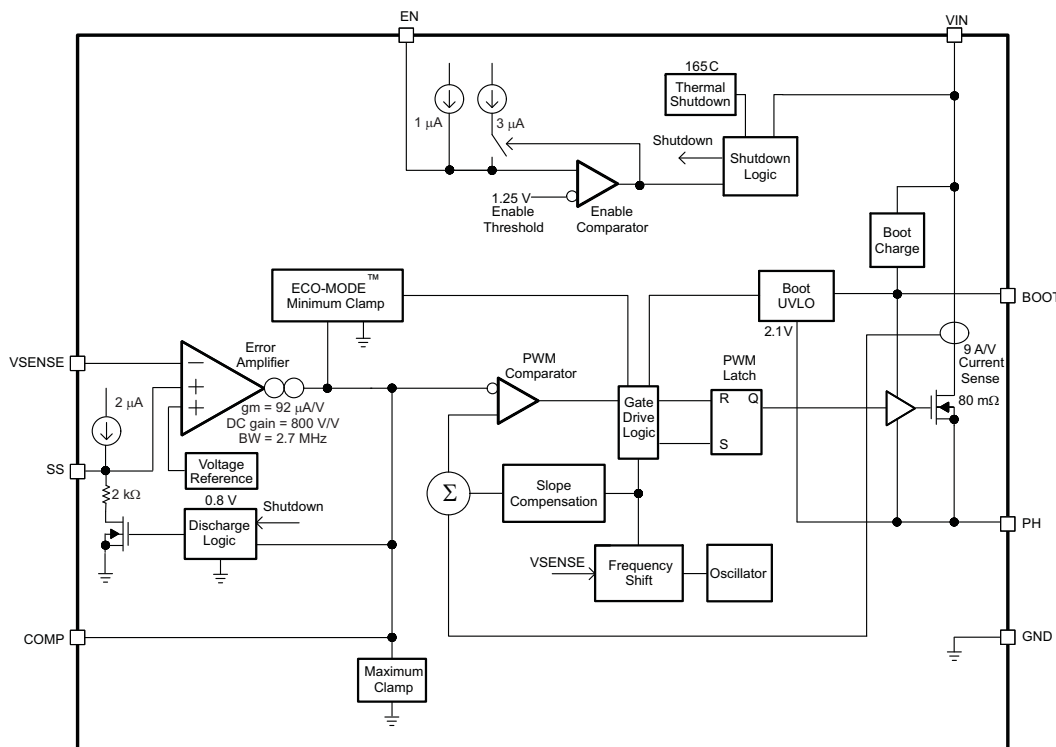 EN
VIN
165C
Thermal
Shutdown
1 μA
3 μA
Shutdown
Shutdown
Logic
1.25 V
Enable
Threshold
Enable
Comparator
Boot
Charge
ECO-MODE™
Minimum Clamp
Boot
UVLO
BOOT
2.1V
VSENSE
Error
Amplifier
PWM
Comparator
PWM
Latch
9 A/V
Current
Sense
80 mΩ
gm = 92 μA/V
DC gain = 800 V/V
BW = 2.7 MHz
2 μA
Gate
Drive
Logic
R Q
S
SS
Voltage
Reference
2 kΩ
0.8 V
Shutdown
Discharge
Logic
Σ
Slope
Compensation
PH
VSENSE
Frequency
Shift
Oscillator
COMP
GND
Maximum
Clamp